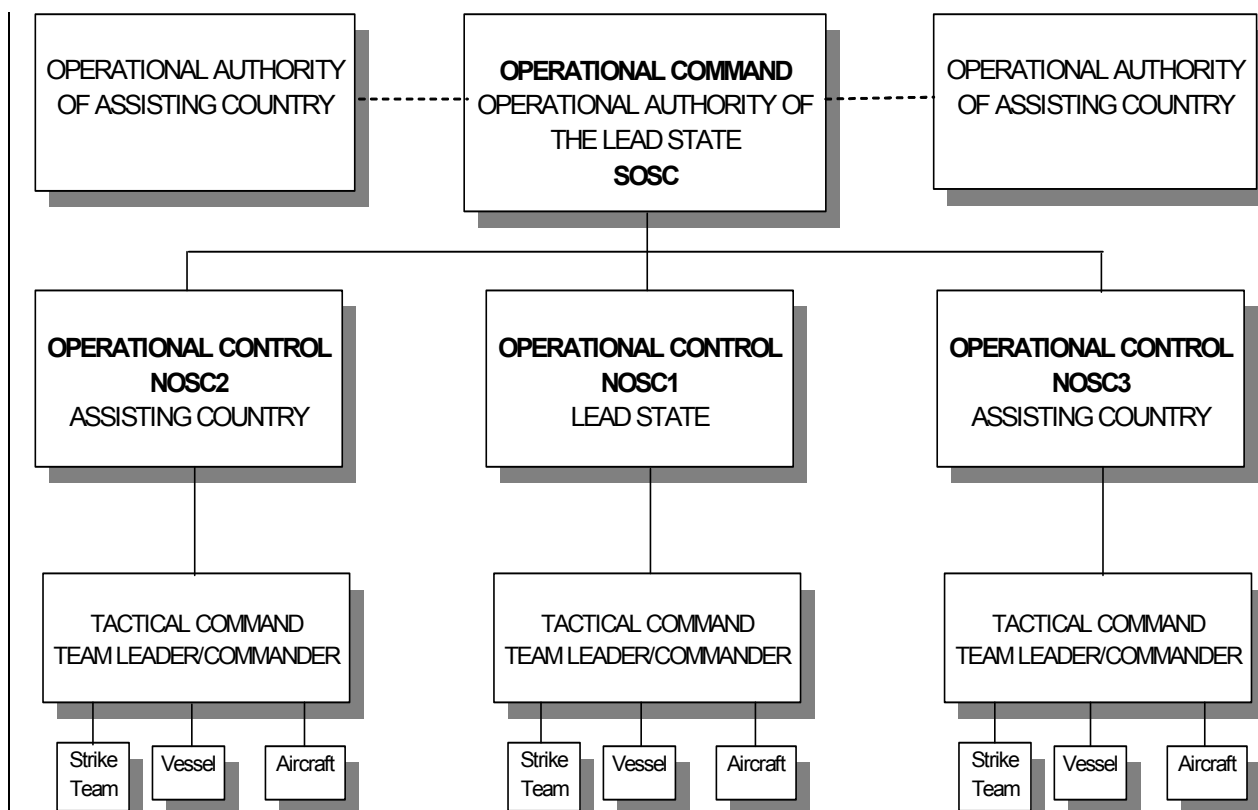 OPERATIONAL AUTHORITY
OF ASSISTING COUNTRY
OPERATIONAL COMMAND
OPERATIONAL AUTHORITY OF
THE LEAD STATE
SOSC
OPERATIONAL AUTHORITY
OF ASSISTING COUNTRY
OPERATIONAL CONTROL
NOSC2
ASSISTING COUNTRY
OPERATIONAL CONTROL
NOSC1
LEAD STATE
OPERATIONAL CONTROL
NOSC3
ASSISTING COUNTRY
TACTICAL COMMAND
TEAM LEADER/COMMANDER
TACTICAL COMMAND
TEAM LEADER/COMMANDER
TACTICAL COMMAND
TEAM LEADER/COMMANDER
Strike
Team
Vessel
Aircraft
Strike
Team
Vessel
Aircraft
Strike
Team
Vessel
Aircraft